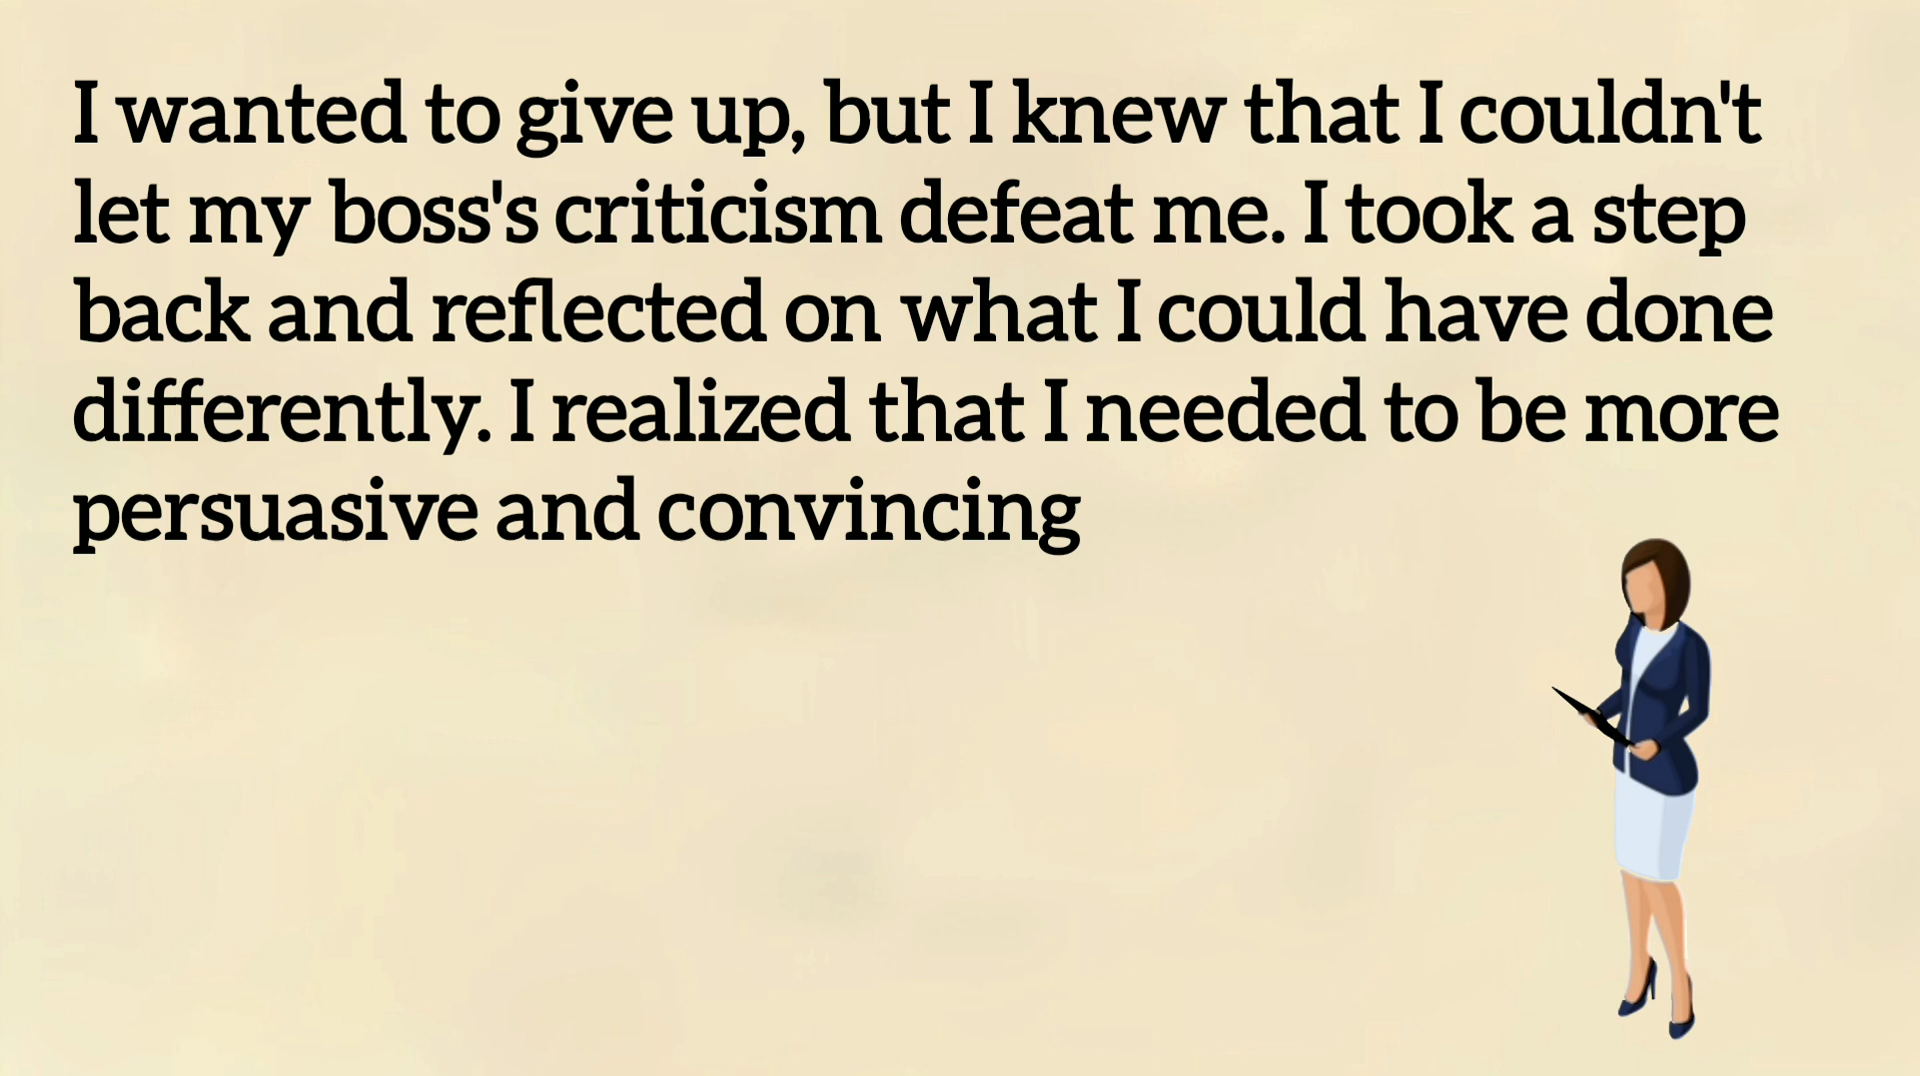 I wanted to give up, but I knew that I couldn't
let my boss's criticism defeat me. I took a step
back and reflected on what I could have done
differently. I realized that I needed to be more
persuasive and convincing